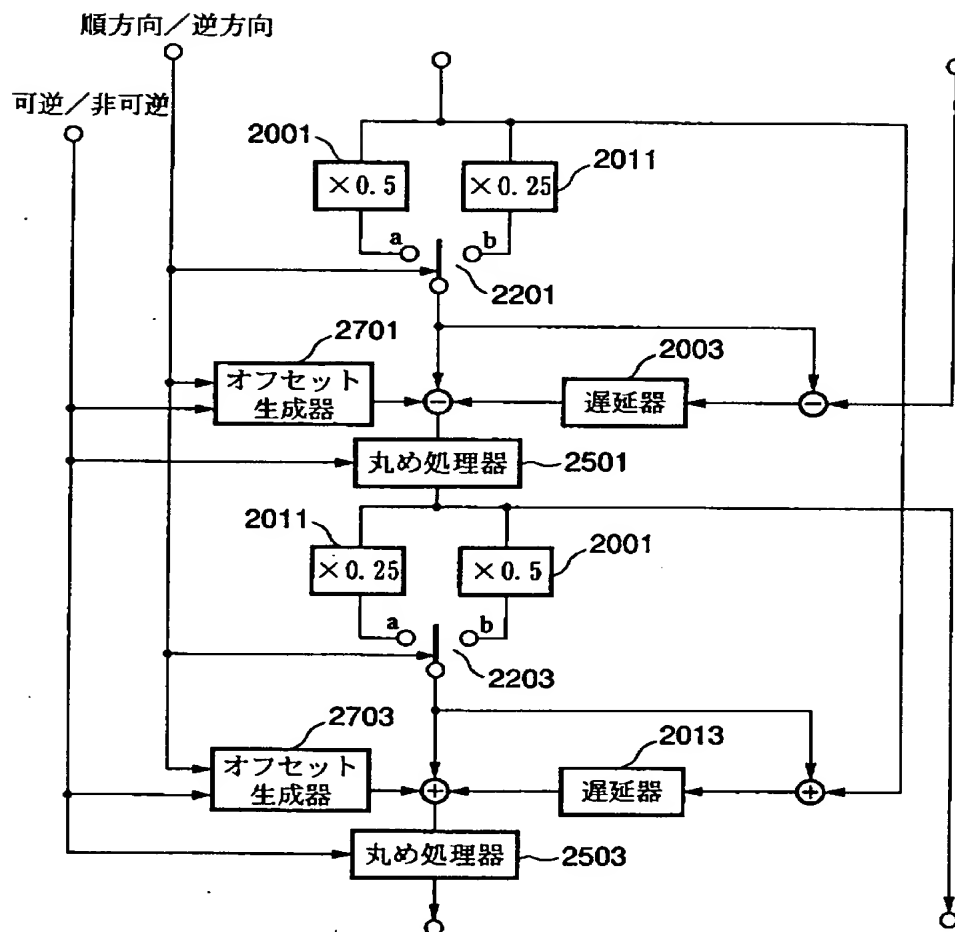 順方向／逆方向
可逆／非可逆
2001
2011
×0.5
×0.25
a
b
2201
2701
2003
オフセット
生成器
−
遅延器
−
丸め処理器
2501
2011
2001
×0.25
×0.5
a
b
2203
2703
2013
オフセット
生成器
+
遅延器
+
丸め処理器
2503